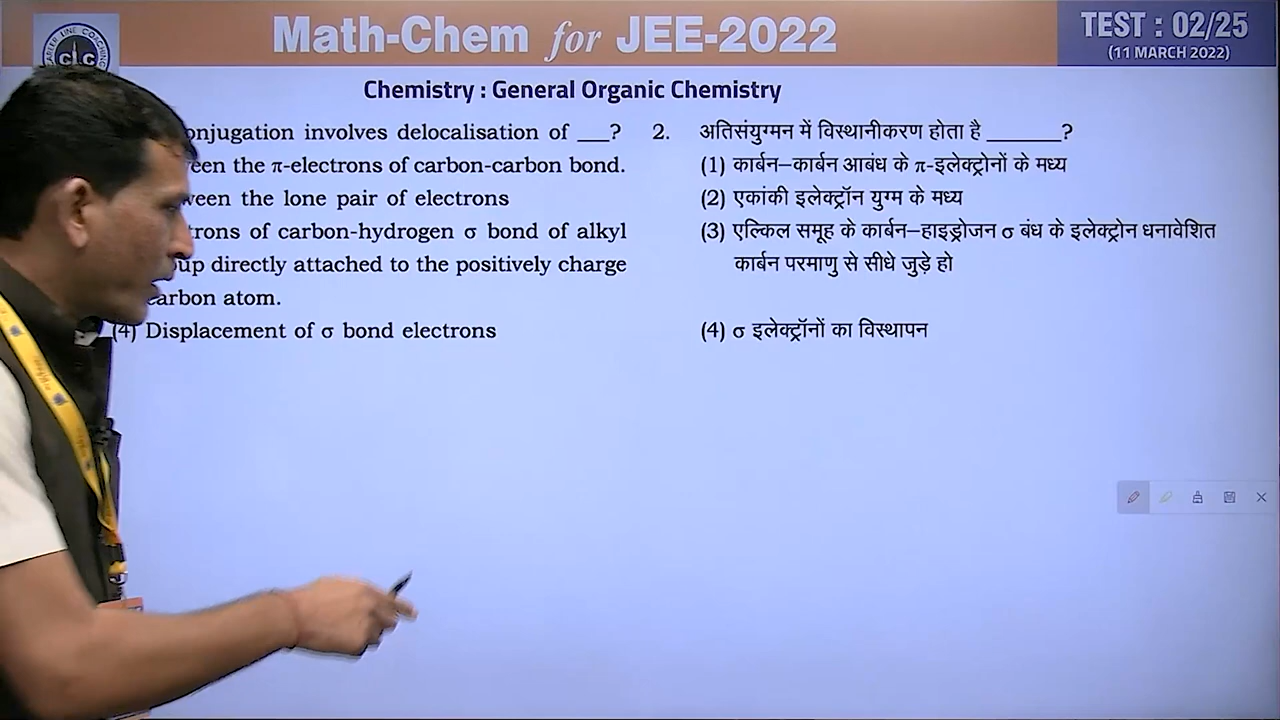 Math-Chem for JEE-2022
TEST : 02/25
(11 MARCH 2022)
CLC
Chemistry : General Organic Chemistry
onjugation involves delocalisation of ___?
een the π-electrons of carbon-carbon bond.
ween the lone pair of electrons
trons of carbon-hydrogen σ bond of alkyl
up directly attached to the positively charge
carbon atom.
(4) Displacement of σ bond electrons
2. अतिसंयुग्मन में विस्थानीकरण होता है _______?
(1) कार्बन–कार्बन आबंध के π-इलेक्ट्रोनों के मध्य
(2) एकांकी इलेक्ट्रॉन युग्म के मध्य
(3) एल्किल समूह के कार्बन–हाइड्रोजन σ बंध के इलेक्ट्रोन धनावेशित
कार्बन परमाणु से सीधे जुड़े हो
(4) σ इलेक्ट्रॉनों का विस्थापन